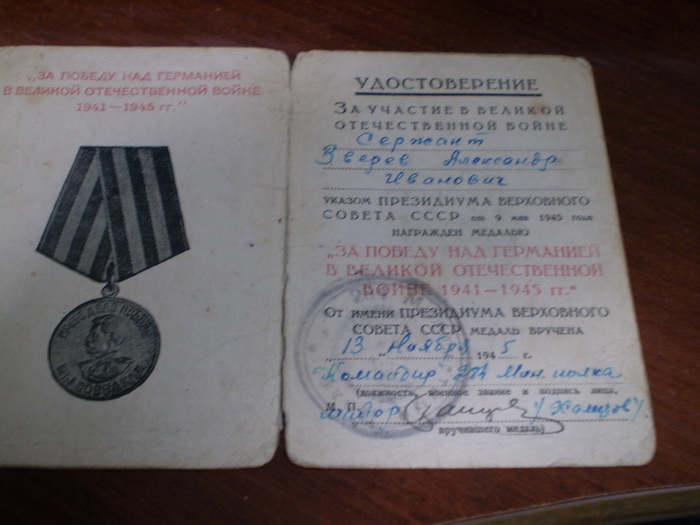 „ЗА ПОБЕДУ НАД ГЕРМАНИЕЙ
В ВЕЛИКОЙ ОТЕЧЕСТВЕННОЙ ВОЙНЕ
1941—1945 гг."
УДОСТОВЕРЕНИЕ
ЗА УЧАСТИЕ В ВЕЛИКОЙ
ОТЕЧЕСТВЕННОЙ ВОЙНЕ
Сержант
Зверев Александр
Иванович
УКАЗОМ ПРЕЗИДИУМА ВЕРХОВНОГО
СОВЕТА СССР от 9 мая 1945 года
НАГРАЖДЕН МЕДАЛЬЮ
„ЗА ПОБЕДУ НАД ГЕРМАНИЕЙ
В ВЕЛИКОЙ ОТЕЧЕСТВЕННОЙ
ВОЙНЕ 1941—1945 гг."
ОТ ИМЕНИ ПРЕЗИДИУМА ВЕРХОВНОГО
СОВЕТА СССР МЕДАЛЬ ВРУЧЕНА
13 „Ноября 1945 г.
Командир Мин полка
(должность, воинское звание и подпись лица,
М. П.
вручившего медаль)